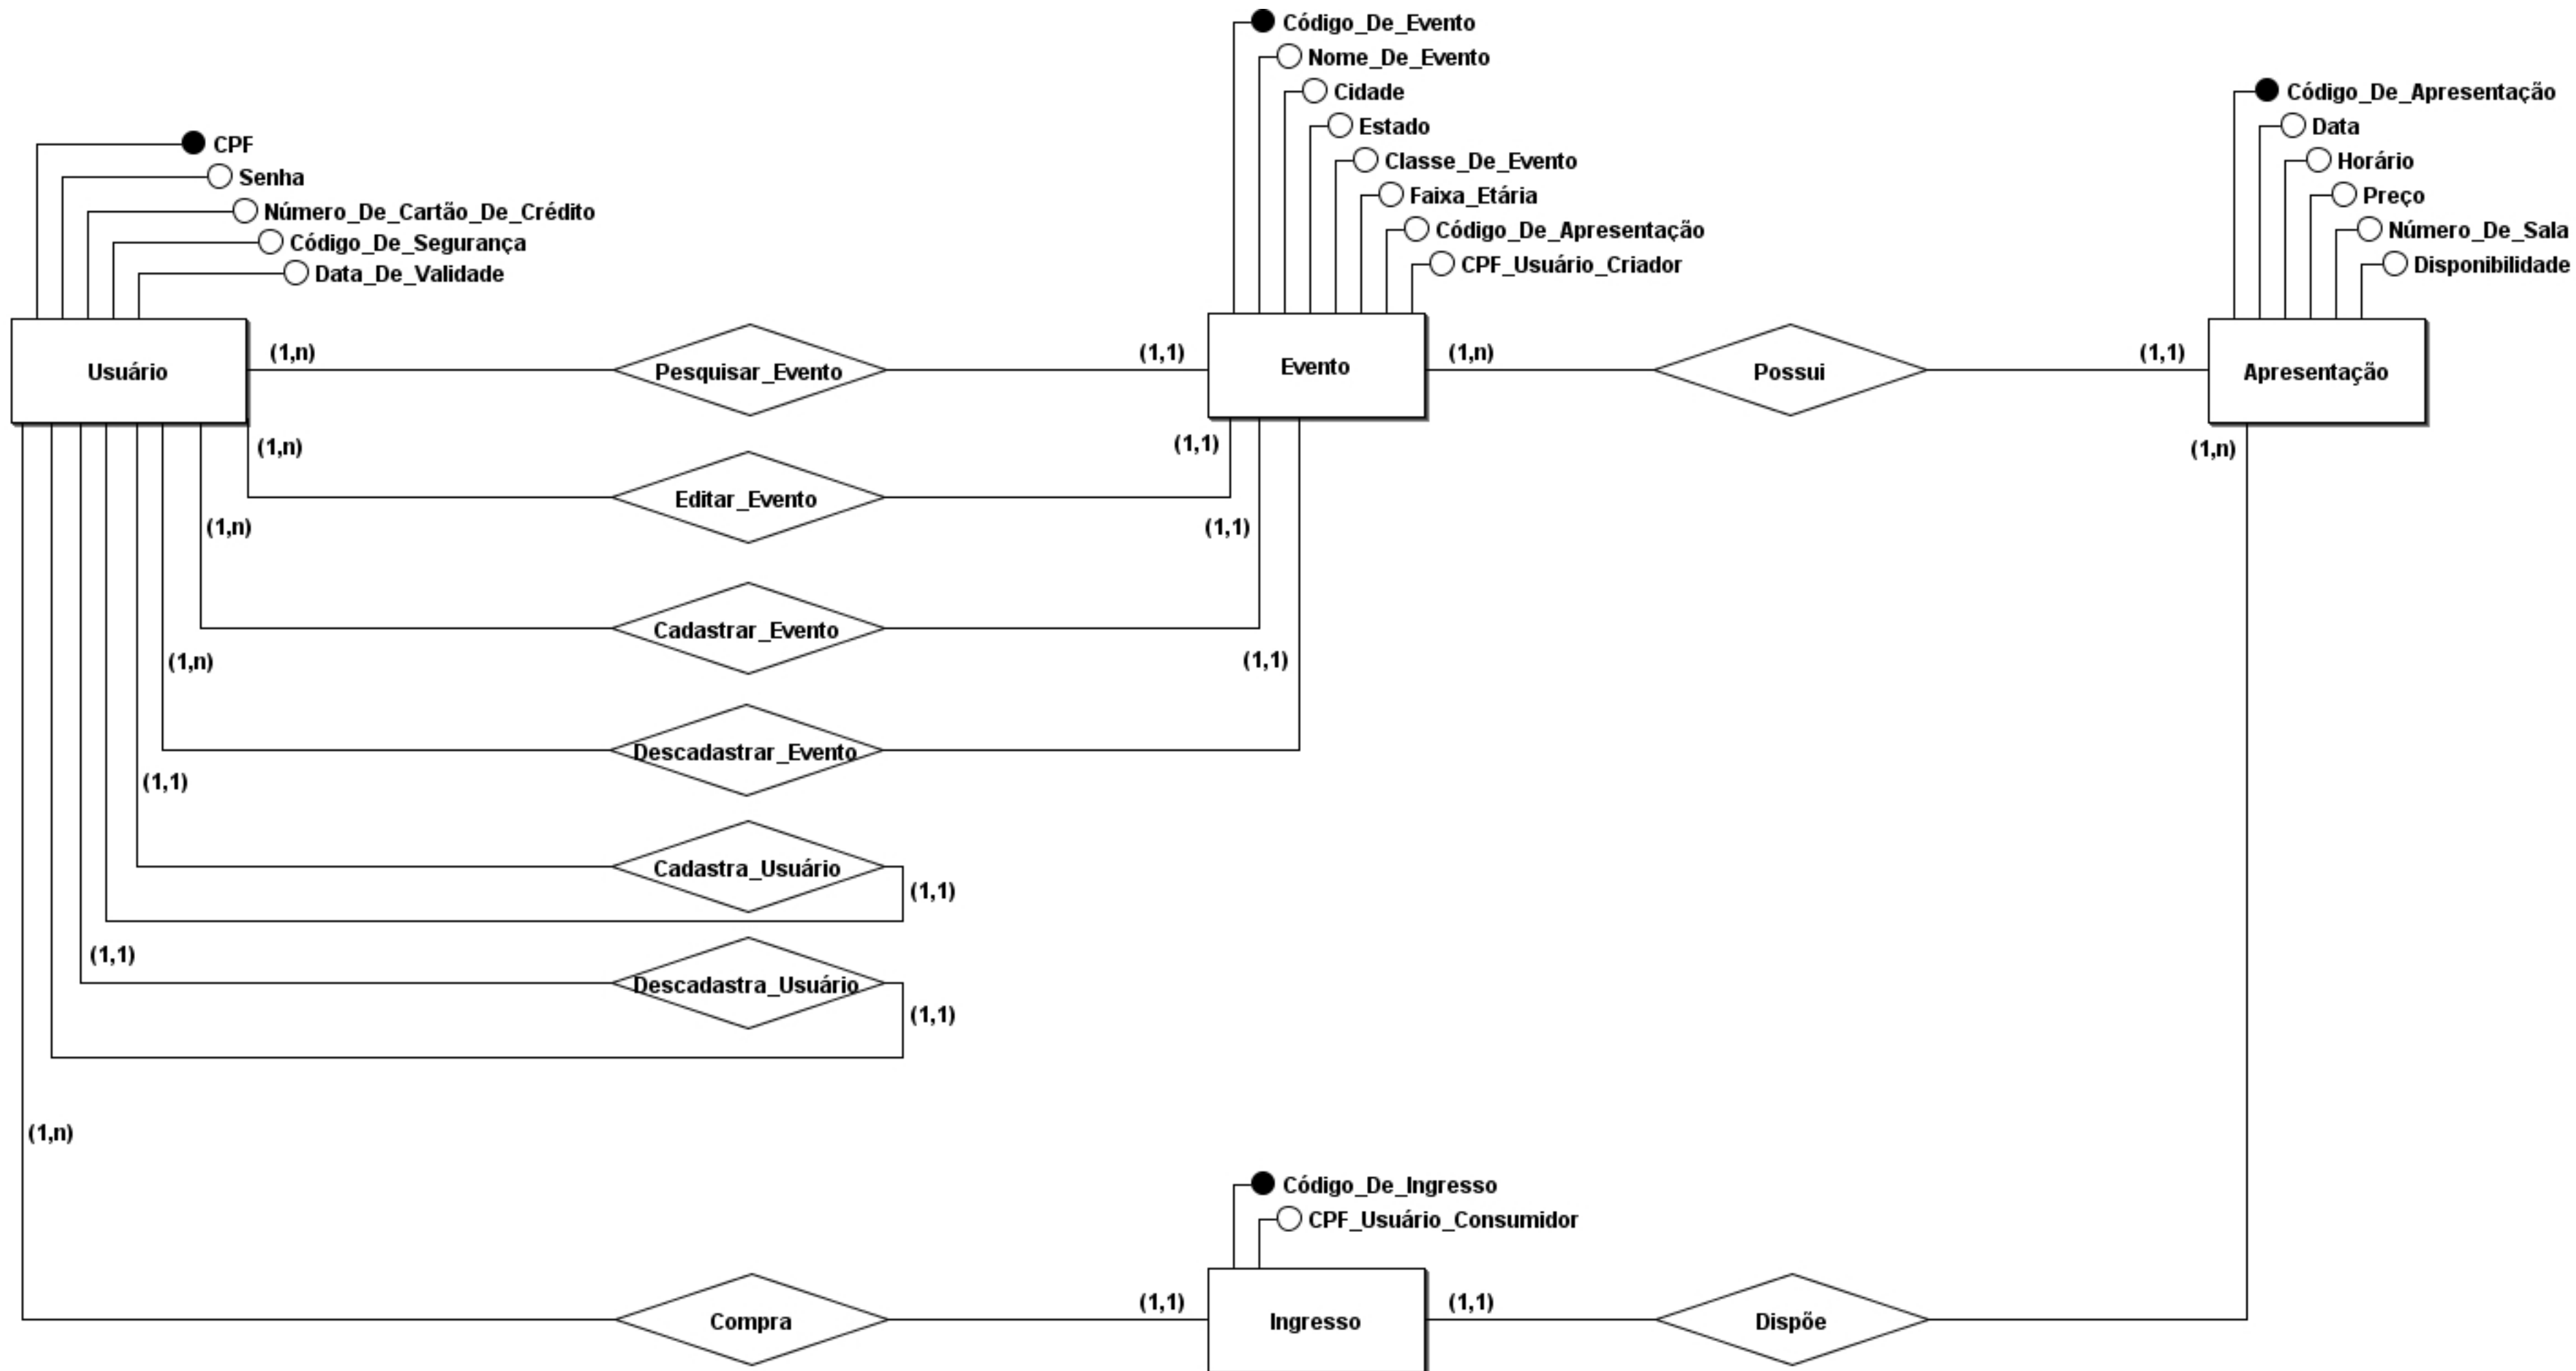 Código_De_Evento
Nome_De_Evento
Cidade
Estado
Classe_De_Evento
Faixa_Etária
Código_De_Apresentação
CPF_Usuário_Criador
Código_De_Apresentação
Data
Horário
Preço
Número_De_Sala
Disponibilidade
CPF
Senha
Número_De_Cartão_De_Crédito
Código_De_Segurança
Data_De_Validade
Usuário
(1,n)
Pesquisar_Evento
(1,1)
Evento
(1,n)
Possui
(1,1)
Apresentação
(1,n)
Editar_Evento
(1,1)
(1,n)
(1,n)
Cadastrar_Evento
(1,1)
(1,n)
Descadastrar_Evento
(1,1)
(1,1)
Cadastra_Usuário
(1,1)
(1,1)
Descadastra_Usuário
(1,1)
(1,n)
Código_De_Ingresso
CPF_Usuário_Consumidor
Compra
(1,1)
Ingresso
(1,1)
Dispõe